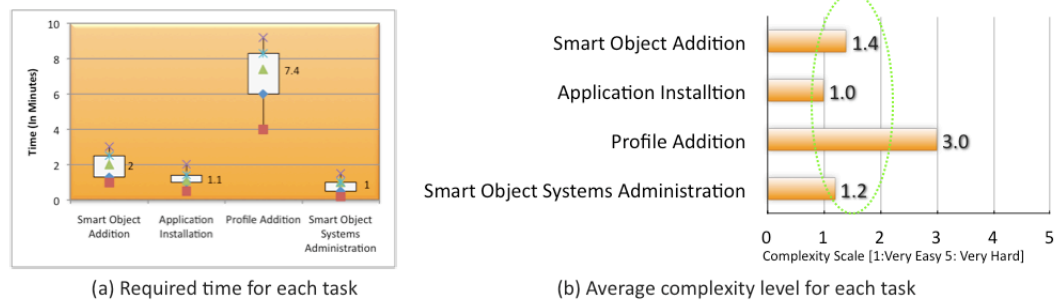 10
8
6
4
2
0
Time (In Minutes)
2
1.1
7.4
1
Smart Object
Addition
Application
Installation
Profile Addition
Smart Object
Systems
Administration
(a) Required time for each task
Smart Object Addition
1.4
Application Installtion
1.0
Profile Addition
3.0
Smart Object Systems Administration
1.2
0 1 2 3 4 5
Complexity Scale [1:Very Easy 5: Very Hard]
(b) Average complexity level for each task